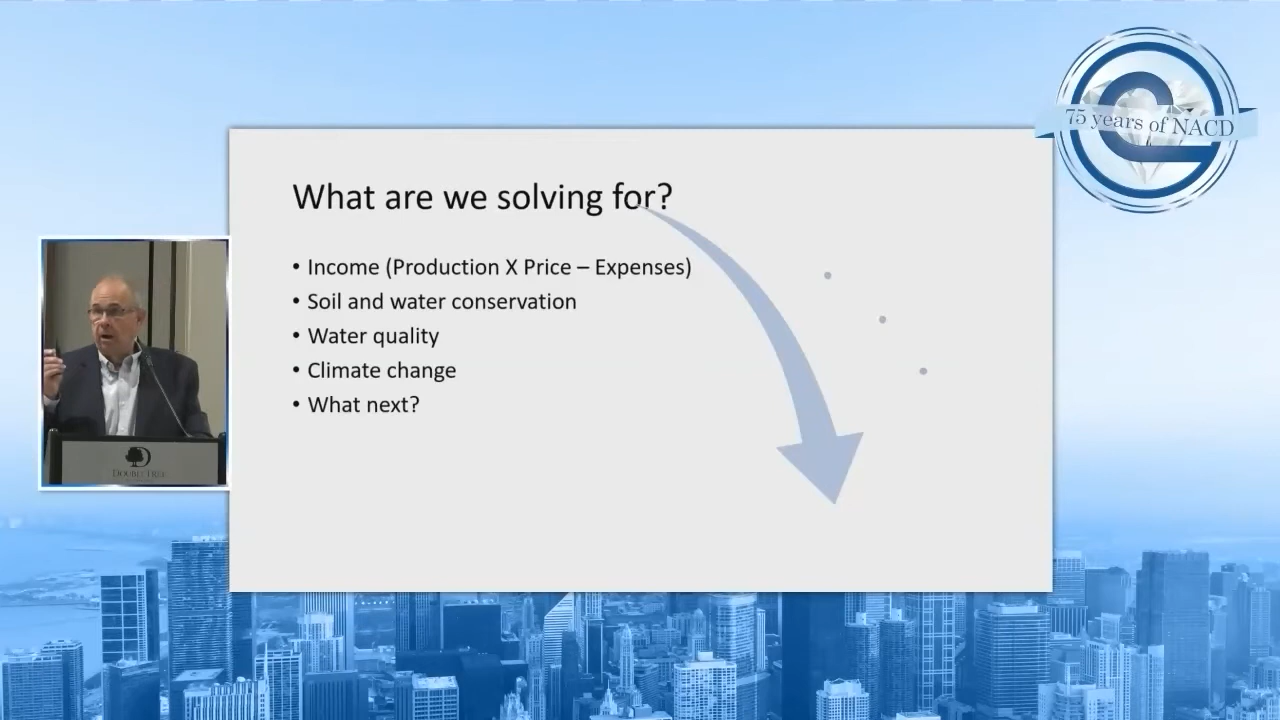 75 years of NACD
What are we solving for?
• Income (Production X Price – Expenses)
• Soil and water conservation
• Water quality
• Climate change
• What next?
DOUBLETREE